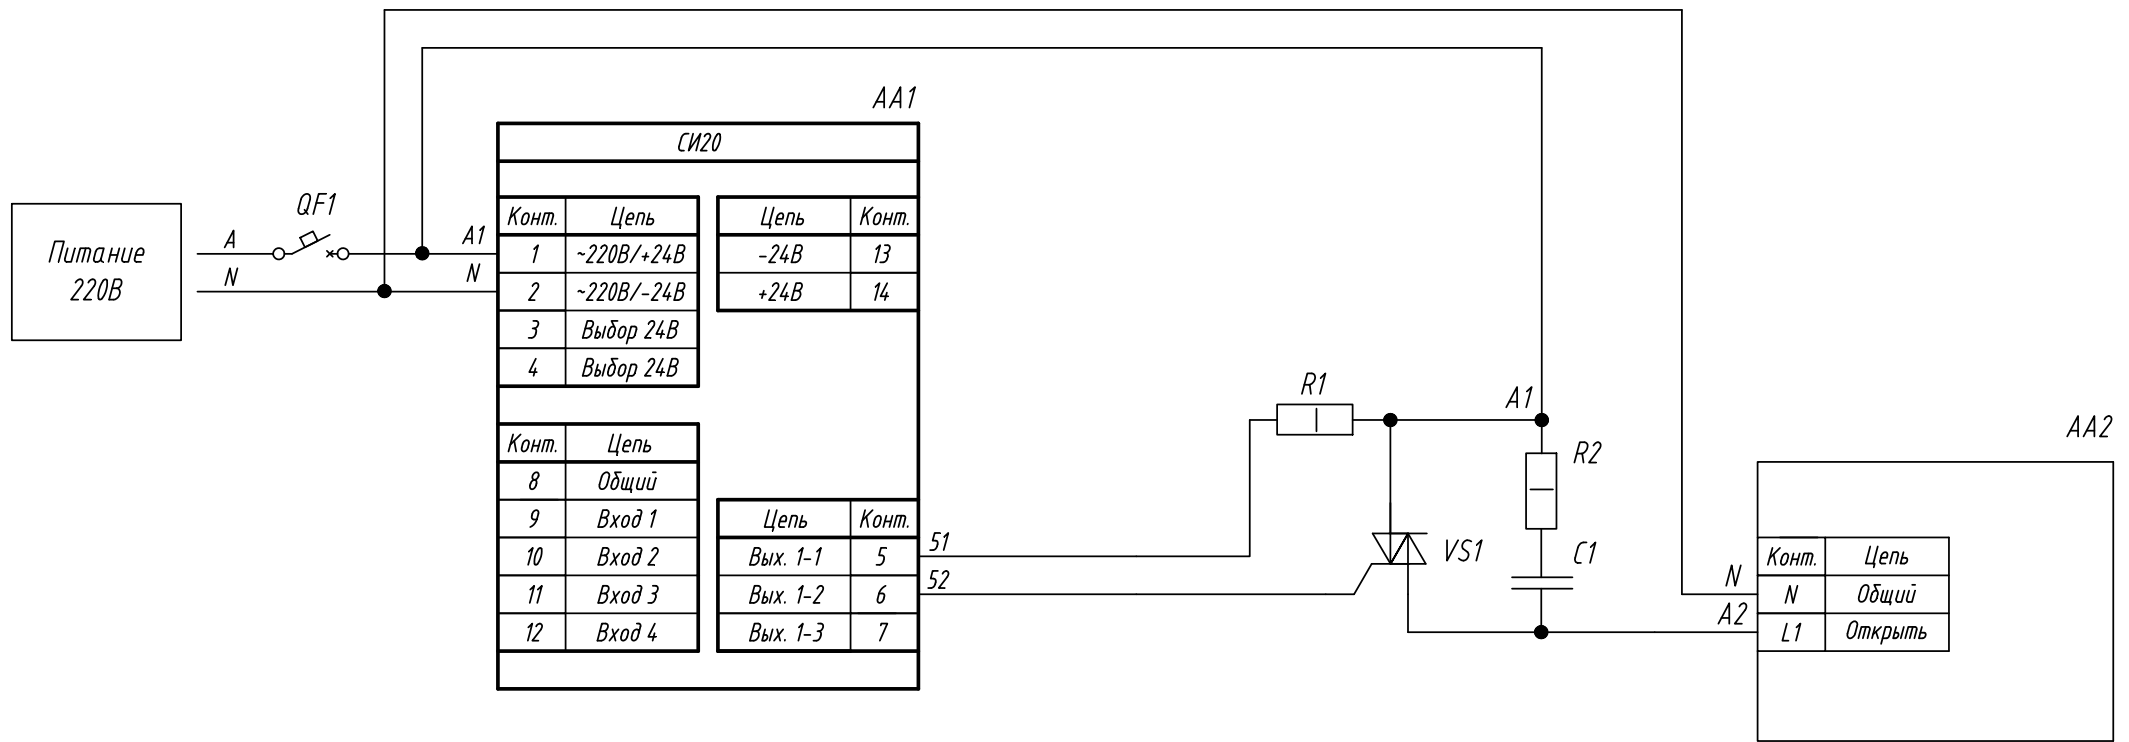 AA1
СИ20
QF1
Питание
220В
A
N
A1
N
Конт. Цепь
1 ~220В/+24В
2 ~220В/-24В
3 Выбор 24В
4 Выбор 24В
Цепь Конт.
-24В 13
+24В 14
Конт. Цепь
8 Общий
9 Вход 1
10 Вход 2
11 Вход 3
12 Вход 4
Цепь Конт.
Вых. 1-1 5
Вых. 1-2 6
Вых. 1-3 7
51
52
R1
A1
R2
VS1
C1
AA2
N
A2
Конт. Цепь
N Общий
L1 Открыть